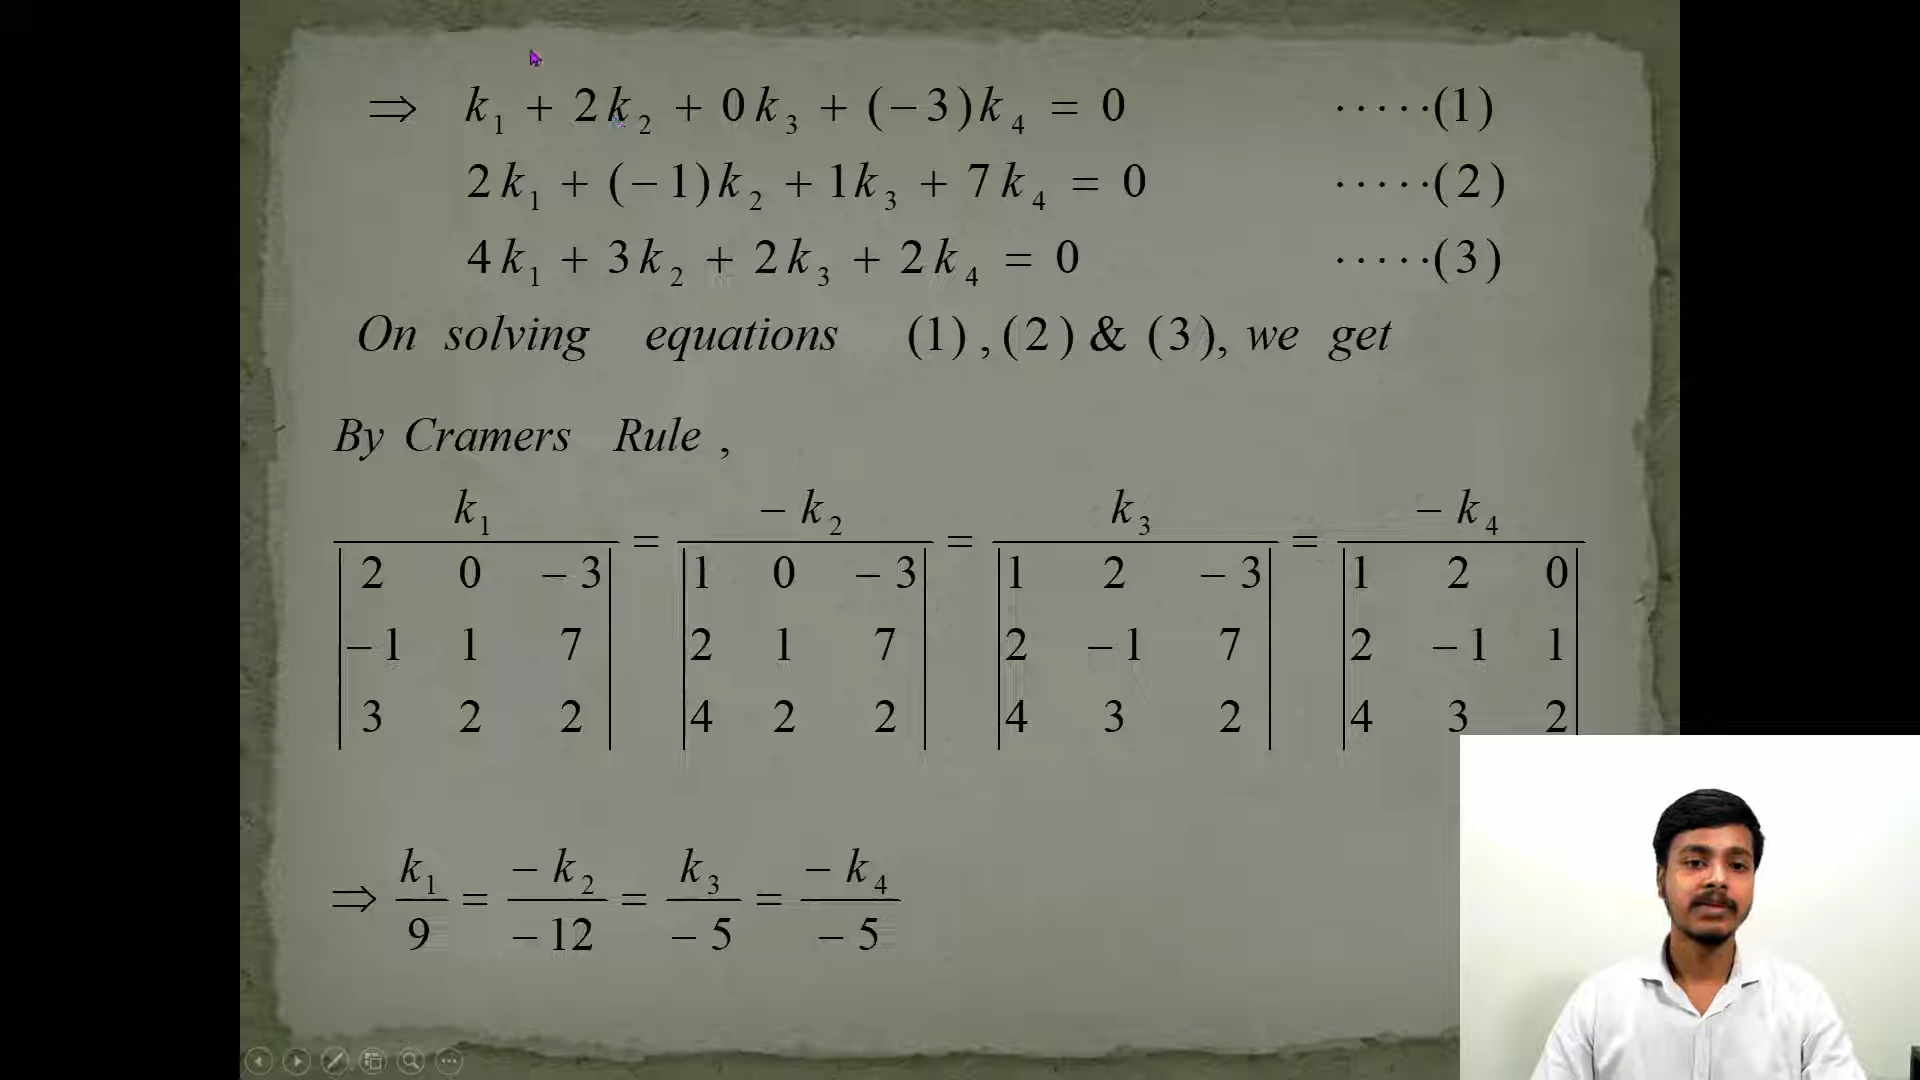 ⇒ k₁ + 2k₂ + 0k₃ + (−3)k₄ = 0 ·····(1)
2k₁ + (−1)k₂ + 1k₃ + 7k₄ = 0 ·····(2)
4k₁ + 3k₂ + 2k₃ + 2k₄ = 0 ·····(3)
On solving equations (1), (2) & (3), we get
By Cramers Rule ,
k₁ = − k₂ = k₃ = − k₄
|2 0 −3| |1 0 −3| |1 2 −3| |1 2 0|
|−1 1 7| |2 1 7| |2 −1 7| |2 −1 1|
|3 2 2| |4 2 2| |4 3 2| |4 3 2|
⇒ k₁/9 = − k₂/−12 = k₃/−5 = − k₄/−5